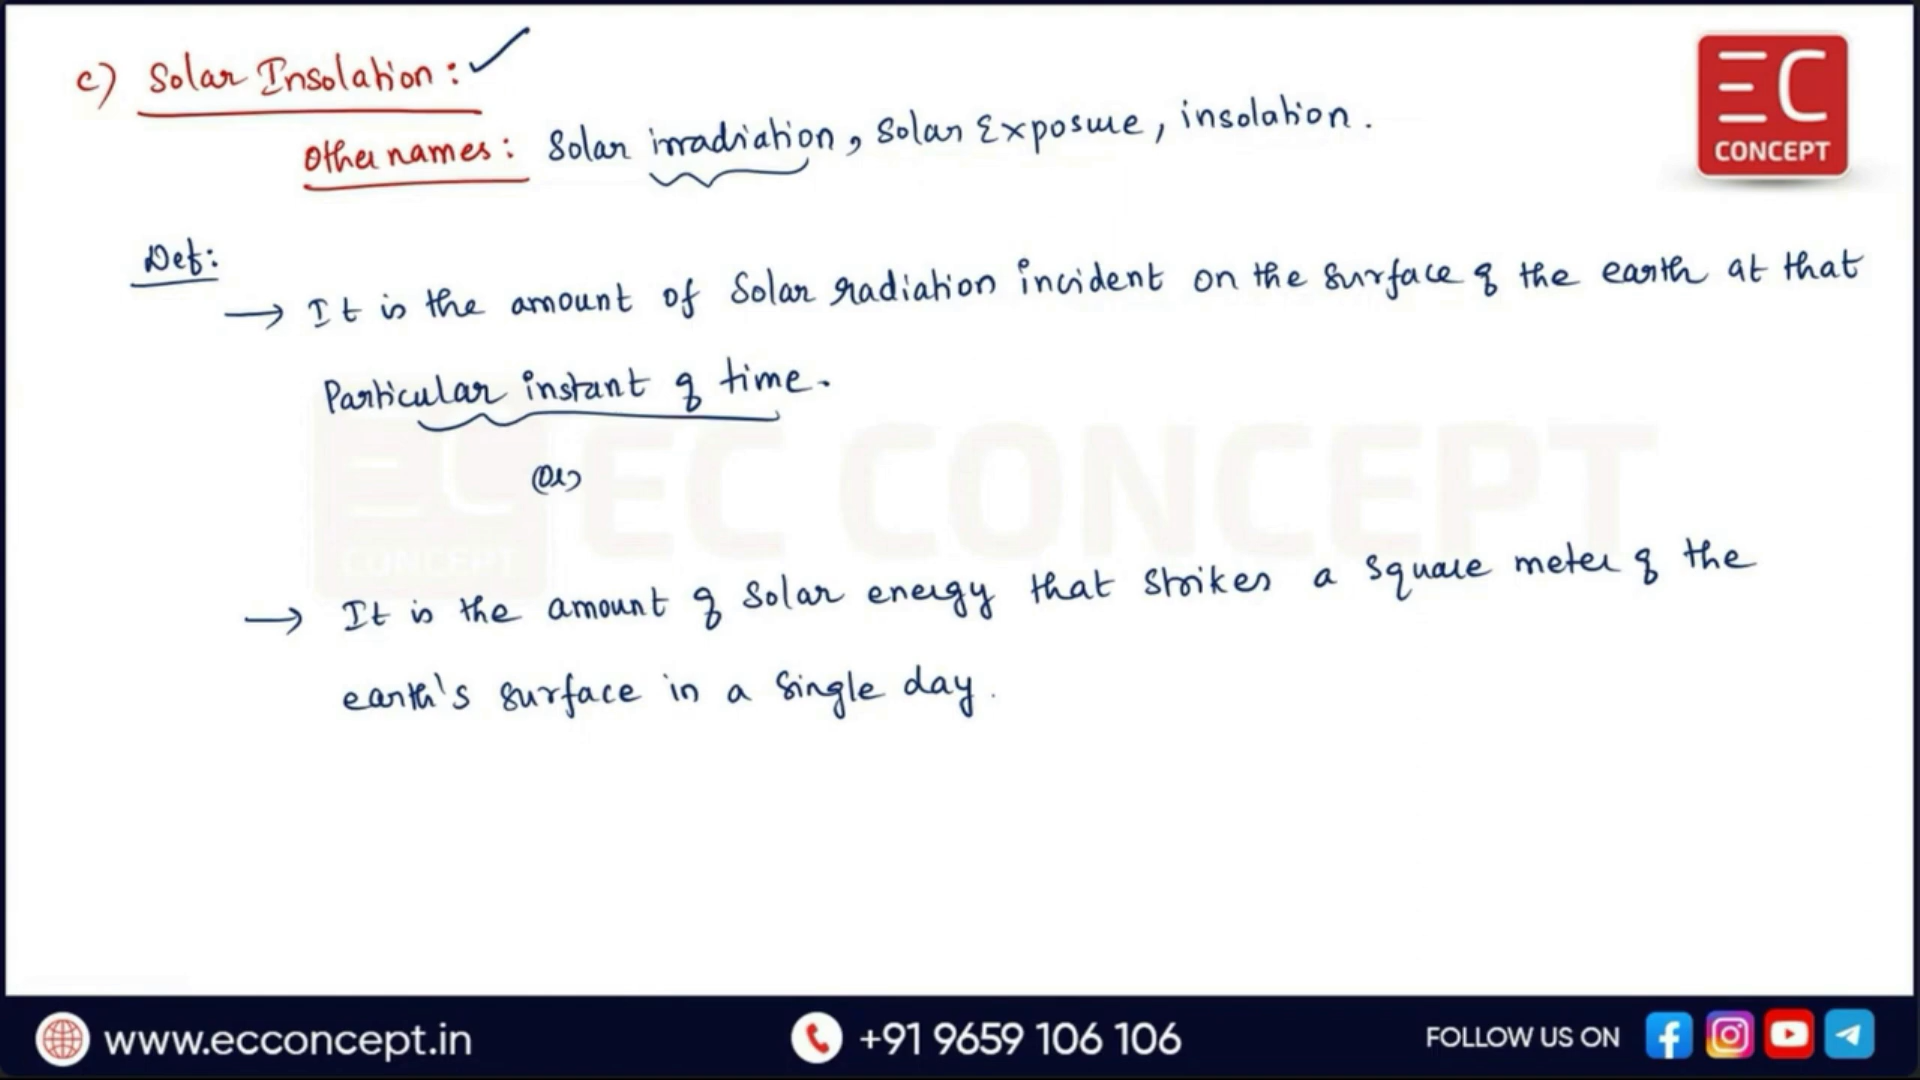 c) Solar Insolation:
Other names: Solar irradiation, Solar Exposure, insolation.
EC
CONCEPT
Def:
→ It is the amount of Solar radiation incident on the surface of the earth at that
Particular instant of time.
(or)
EC CONCEPT
CONCEPT
→ It is the amount of Solar energy that strikes a square meter of the
earth's surface in a single day.
www.ecconcept.in
+91 9659 106 106
FOLLOW US ON